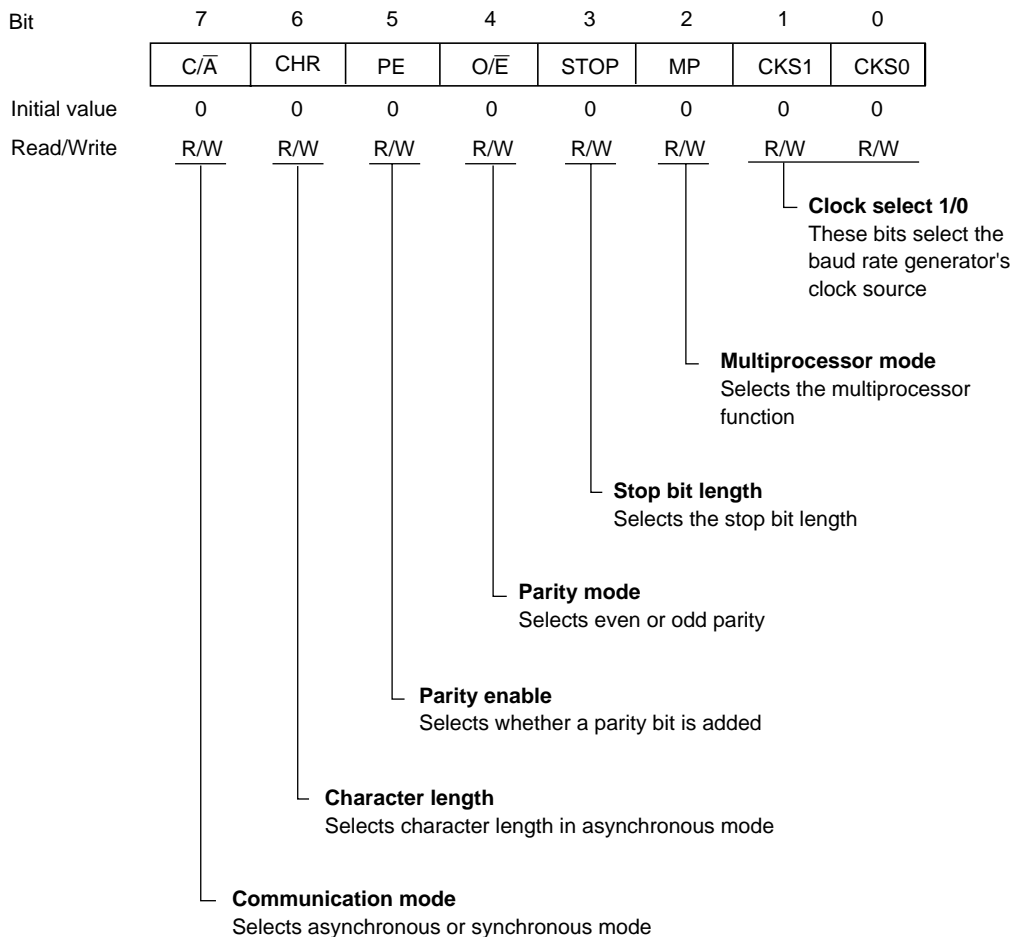 Bit 7 6 5 4 3 2 1 0
C/A̅ CHR PE O/E̅ STOP MP CKS1 CKS0
Initial value 0 0 0 0 0 0 0 0
Read/Write R/W R/W R/W R/W R/W R/W R/W R/W
Clock select 1/0
These bits select the
baud rate generator's
clock source
Multiprocessor mode
Selects the multiprocessor
function
Stop bit length
Selects the stop bit length
Parity mode
Selects even or odd parity
Parity enable
Selects whether a parity bit is added
Character length
Selects character length in asynchronous mode
Communication mode
Selects asynchronous or synchronous mode